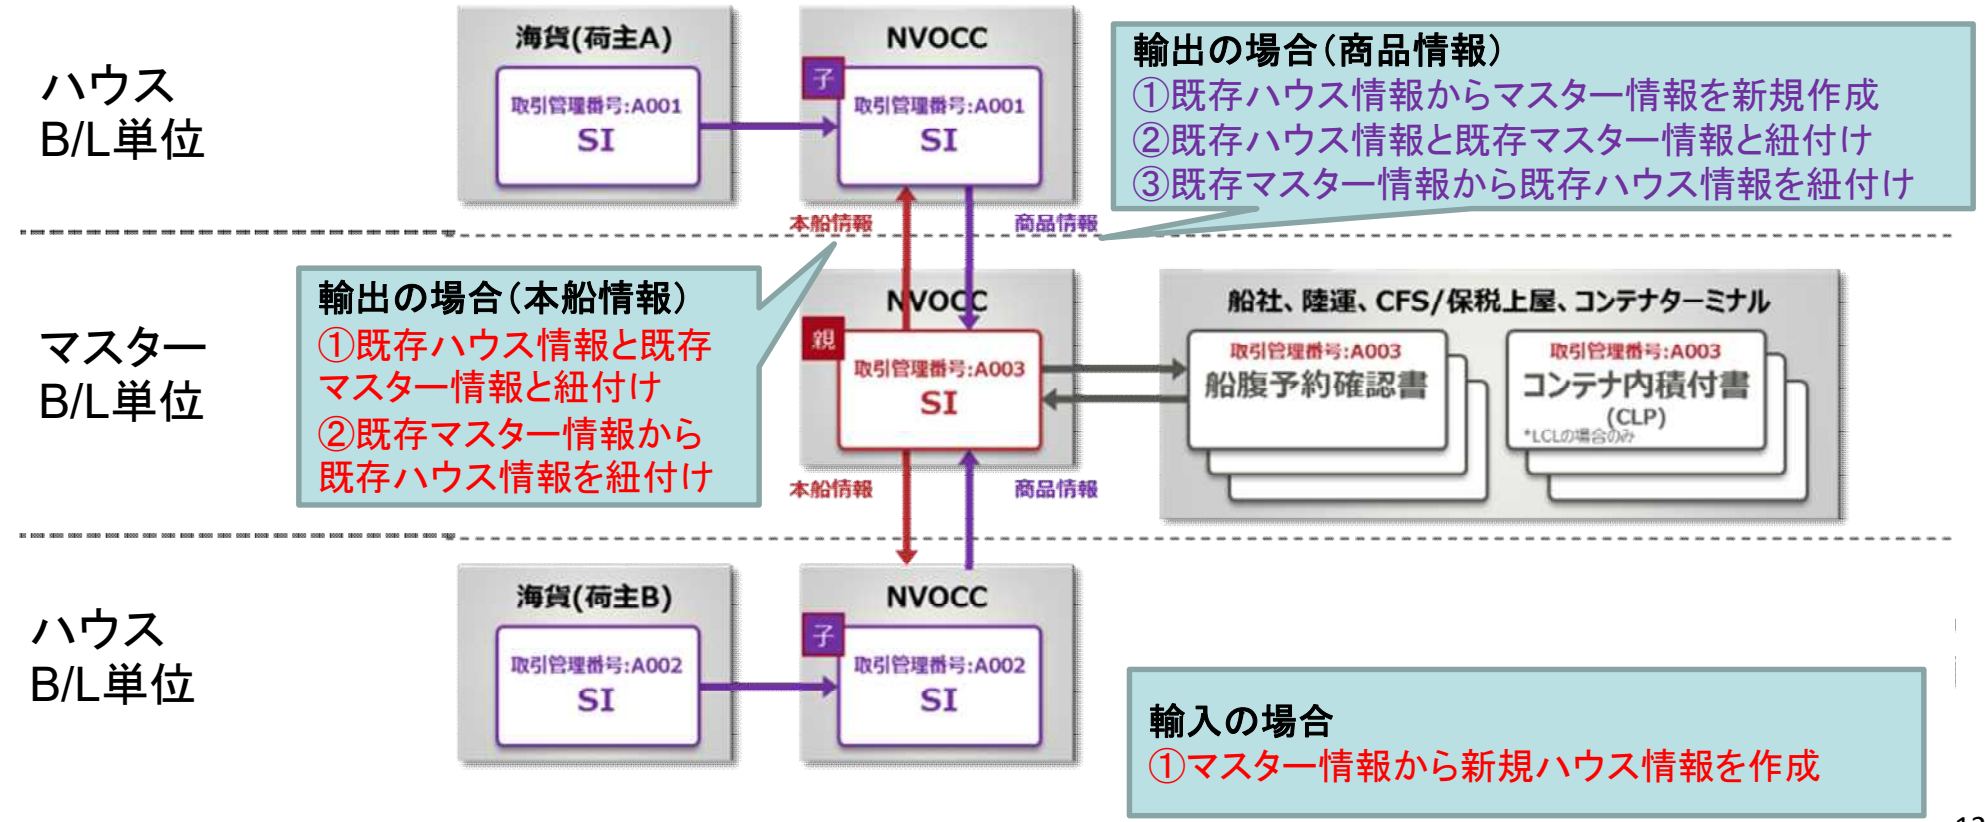 ハウス
B/L単位
海貨(荷主A)
取引管理番号:A001
SI
NVOCC
子
取引管理番号:A001
SI
輸出の場合(商品情報)
①既存ハウス情報からマスター情報を新規作成
②既存ハウス情報と既存マスター情報と紐付け
③既存マスター情報から既存ハウス情報を紐付け
本船情報
商品情報
マスター
B/L単位
輸出の場合(本船情報)
①既存ハウス情報と既存
マスター情報と紐付け
②既存マスター情報から
既存ハウス情報を紐付け
NVOCC
親
取引管理番号:A003
SI
船社、陸運、CFS/保税上屋、コンテナターミナル
取引管理番号:A003
船腹予約確認書
取引管理番号:A003
コンテナ内積付書
(CLP)
*LCLの場合のみ
本船情報
商品情報
ハウス
B/L単位
海貨(荷主B)
取引管理番号:A002
SI
NVOCC
子
取引管理番号:A002
SI
輸入の場合
①マスター情報から新規ハウス情報を作成